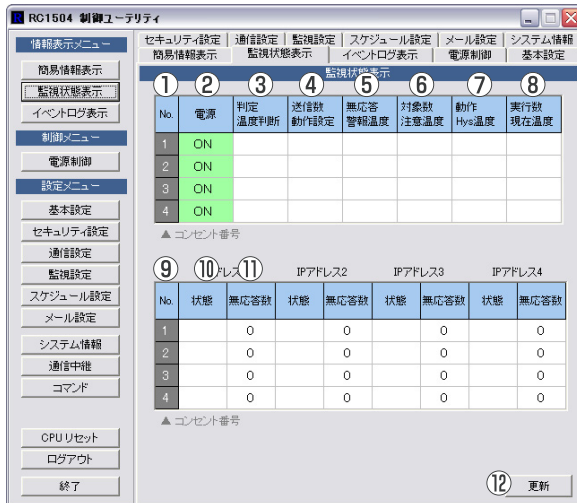 RC1504 制御ユーティリティ
情報表示メニュー
簡易情報表示
監視状態表示
イベントログ表示
制御メニュー
電源制御
設定メニュー
基本設定
セキュリティ設定
通信設定
監視設定
スケジュール設定
メール設定
システム情報
通信中継
コマンド
CPUリセット
ログアウト
終了
セキュリティ設定 通信設定 監視設定 スケジュール設定 メール設定 システム情報
簡易情報表示 監視状態表示 イベントログ表示 電源制御 基本設定
監視状態表示
① ② ③ ④ ⑤ ⑥ ⑦ ⑧
No. 電源 判定 送信数 無応答 対象数 動作 実行数
温度判断 動作設定 警報温度 注意温度 Hys温度 現在温度
1 ON
2 ON
3 ON
4 ON
▲ コンセント番号
⑨ ⑩ ドレス ⑪ IPアドレス2 IPアドレス3 IPアドレス4
No. 状態 無応答数 状態 無応答数 状態 無応答数 状態 無応答数
1 0 0 0 0
2 0 0 0 0
3 0 0 0 0
4 0 0 0 0
▲ コンセント番号
⑫ 更新